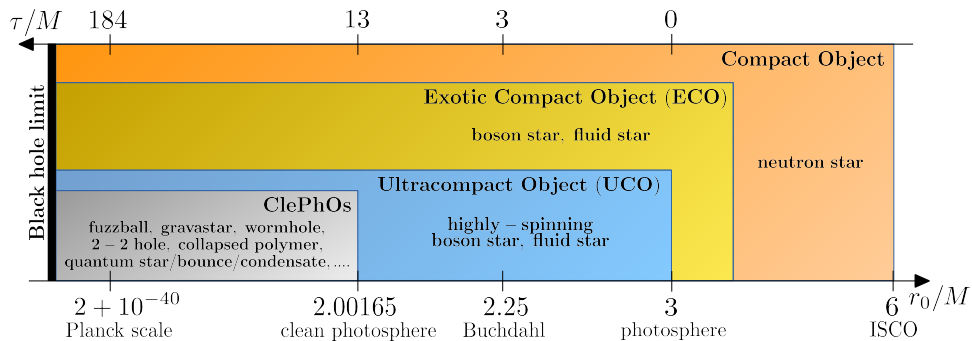 τ/M 184 13 3 0
Compact Object
Exotic Compact Object (ECO)
boson star, fluid star
neutron star
Black hole limit
Ultracompact Object (UCO)
ClePhOs
fuzzball, gravastar, wormhole,
2 − 2 hole, collapsed polymer,
quantum star/bounce/condensate, ....
highly − spinning
boson star, fluid star
2 + 10⁻⁴⁰ 2.00165 2.25 3 6 r₀/M
Planck scale clean photosphere Buchdahl photosphere ISCO